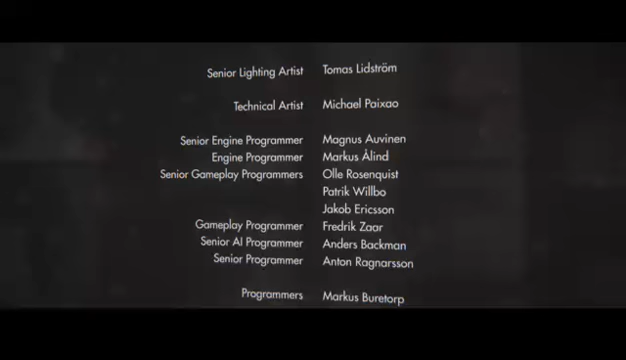 Senior Lighting Artist Tomas Lidström
Technical Artist Michael Paixao
Senior Engine Programmer Magnus Auvinen
Engine Programmer Markus Ålind
Senior Gameplay Programmers Olle Rosenquist
Patrik Willbo
Jakob Ericsson
Gameplay Programmer Fredrik Zaar
Senior AI Programmer Anders Backman
Senior Programmer Anton Ragnarsson
Programmers Markus Buretorp